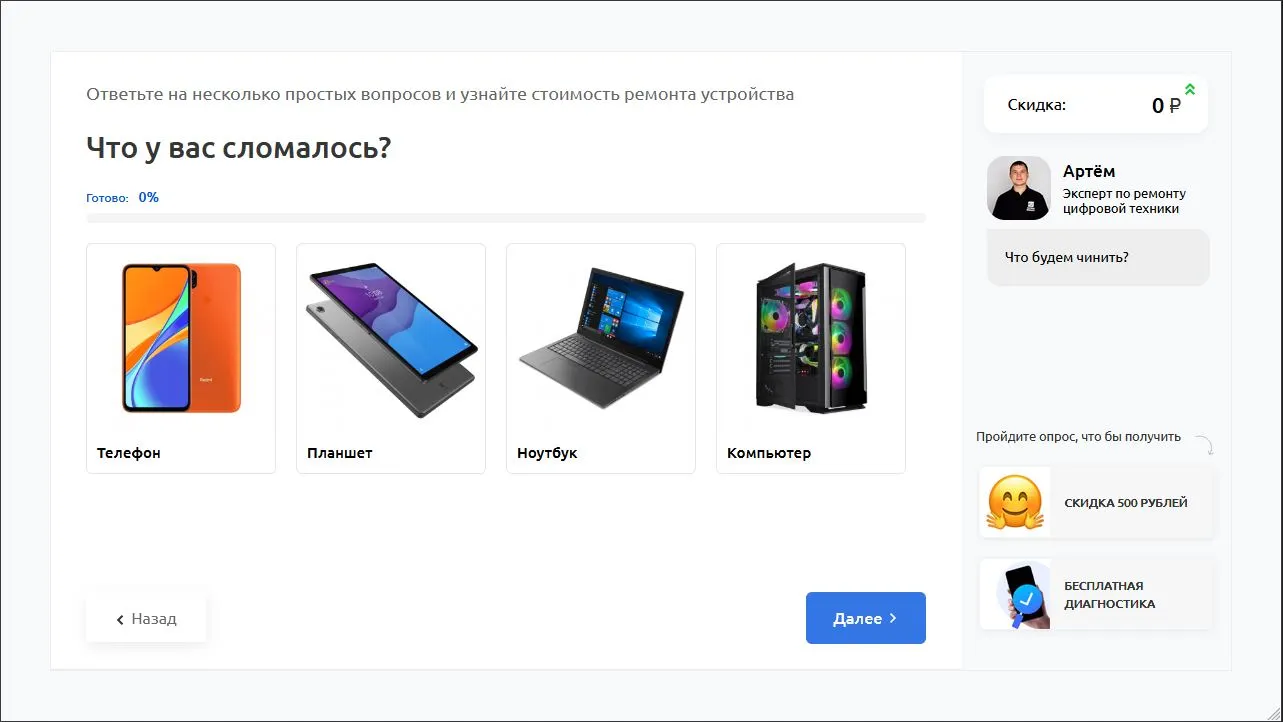 Ответьте на несколько простых вопросов и узнайте стоимость ремонта устройства
Что у вас сломалось?
Готово: 0%
Телефон
Планшет
Ноутбук
Компьютер
Назад
Далее
Скидка: 0 ₽
Артём
Эксперт по ремонту
цифровой техники
Что будем чинить?
Пройдите опрос, что бы получить
СКИДКА 500 РУБЛЕЙ
БЕСПЛАТНАЯ
ДИАГНОСТИКА